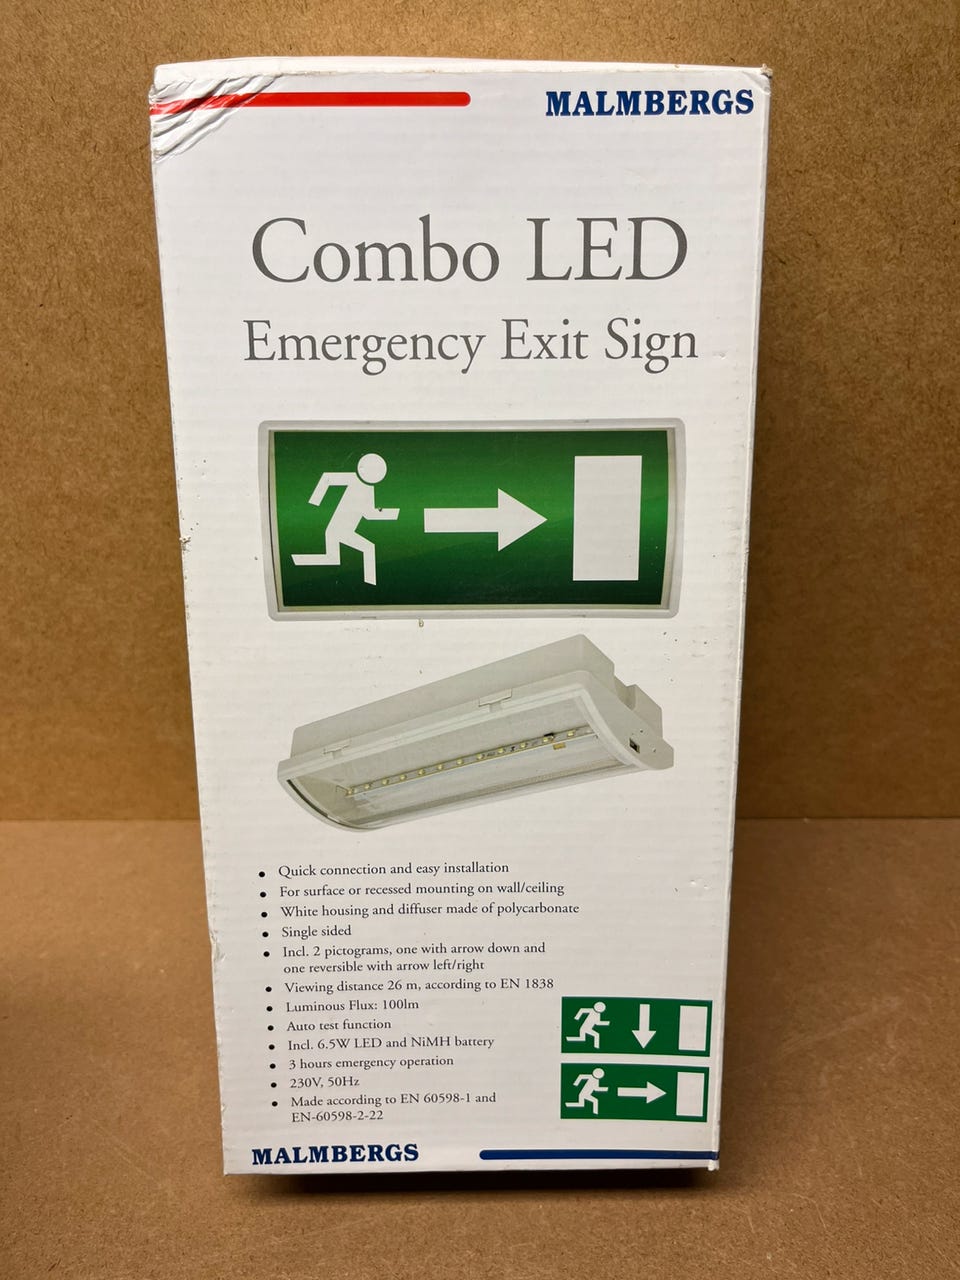 MALMBERGS
Combo LED
Emergency Exit Sign
• Quick connection and easy installation
• For surface or recessed mounting on wall/ceiling
• White housing and diffuser made of polycarbonate
• Single sided
• Incl. 2 pictograms, one with arrow down and
one reversible with arrow left/right
• Viewing distance 26 m, according to EN 1838
• Luminous Flux: 100lm
• Auto test function
• Incl. 6.5W LED and NiMH battery
• 3 hours emergency operation
• 230V, 50Hz
• Made according to EN 60598-1 and
EN-60598-2-22
MALMBERGS